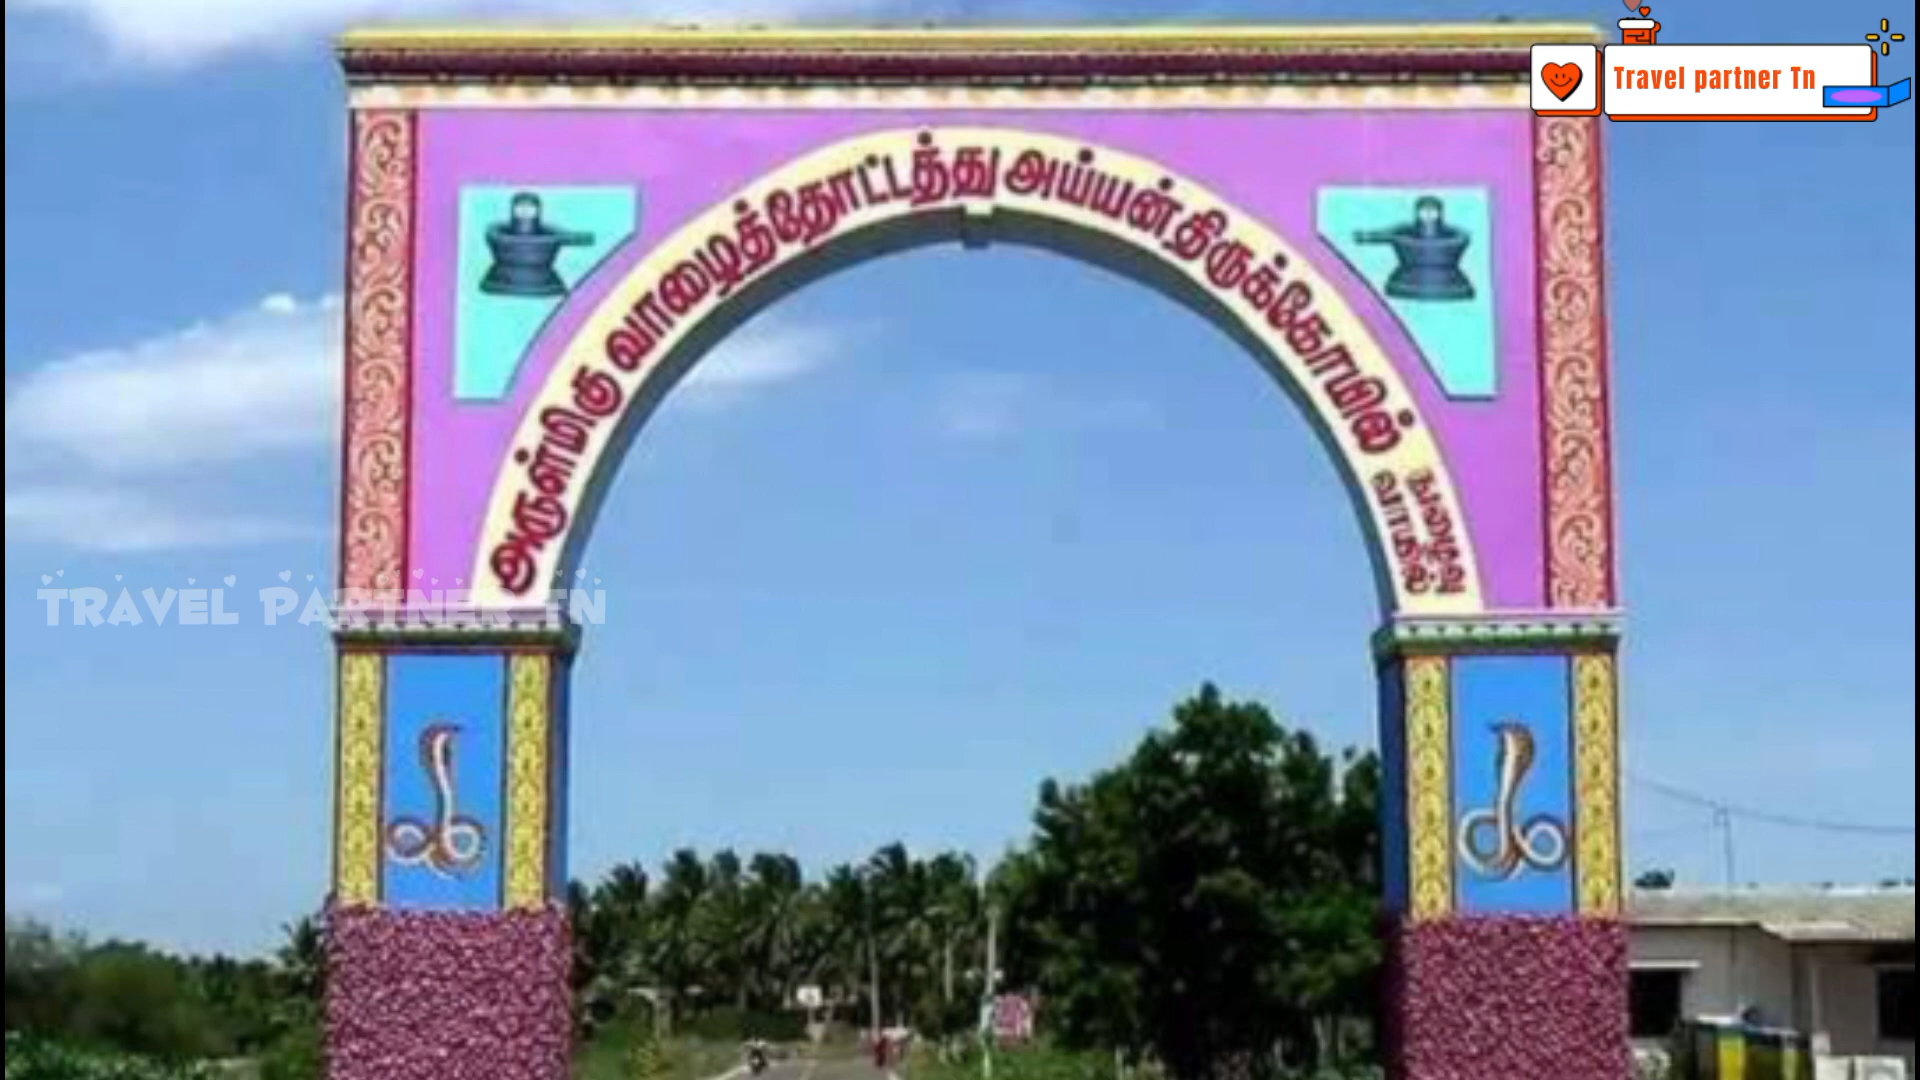 Travel partner Tn
அருள்மிகு வாழைத்தோட்டத்து அய்யன் திருக்கோயில்
நுழைவு
வாயில்
TRAVEL PARTNER TN